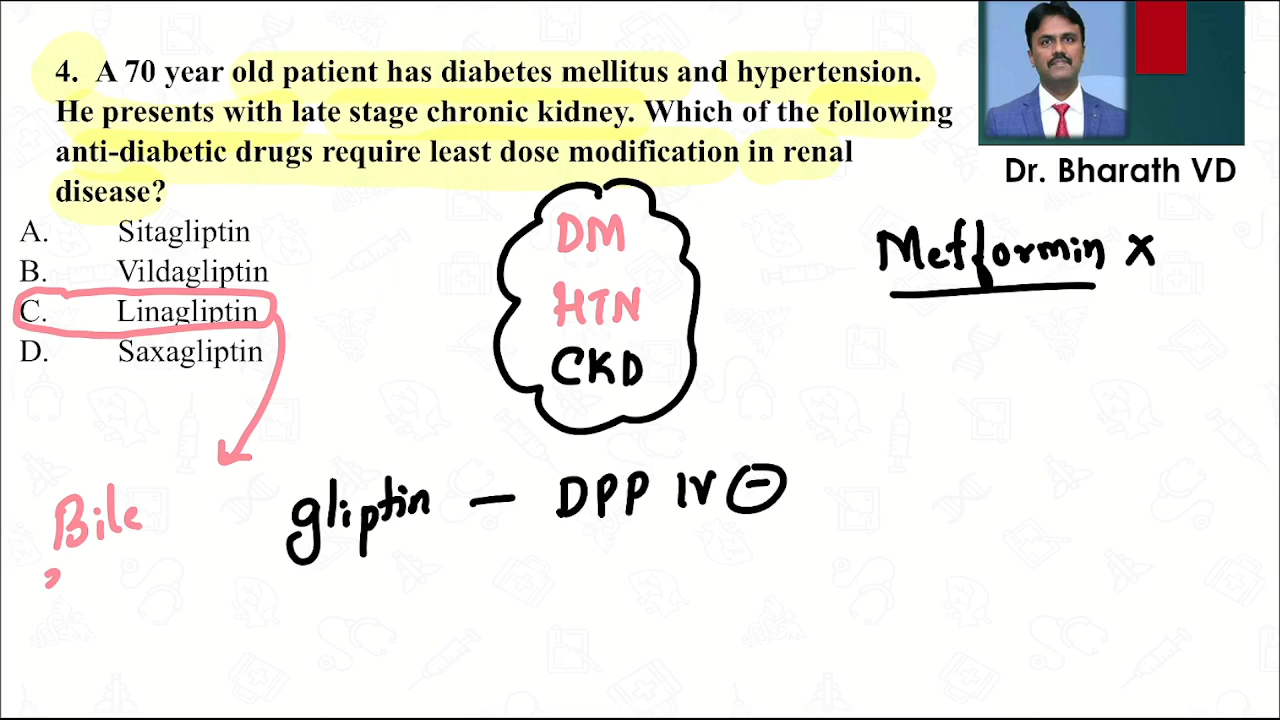 4. A 70 year old patient has diabetes mellitus and hypertension.
He presents with late stage chronic kidney. Which of the following
anti-diabetic drugs require least dose modification in renal
disease?
A. Sitagliptin
B. Vildagliptin
C. Linagliptin
D. Saxagliptin
Dr. Bharath VD
DM
HTN
CKD
Metformin x
gliptin — DPP IV ⊖
Bile